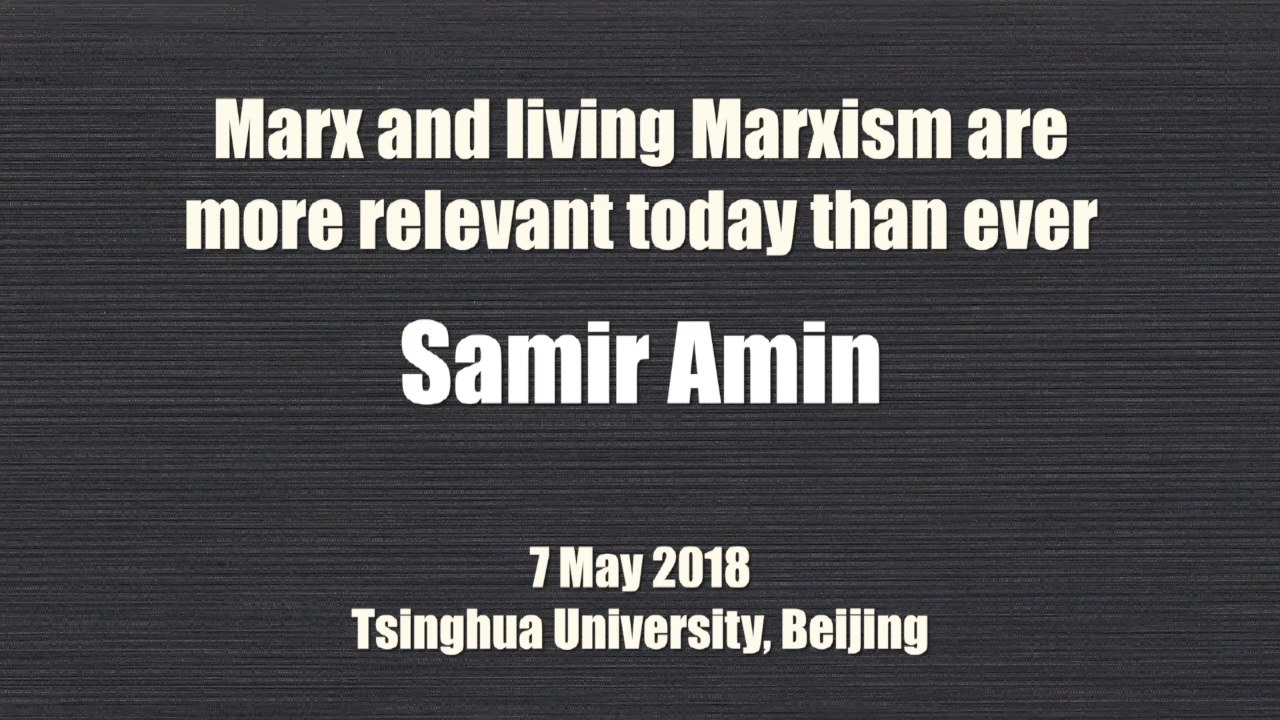 Marx and living Marxism are
more relevant today than ever
Samir Amin
7 May 2018
Tsinghua University, Beijing